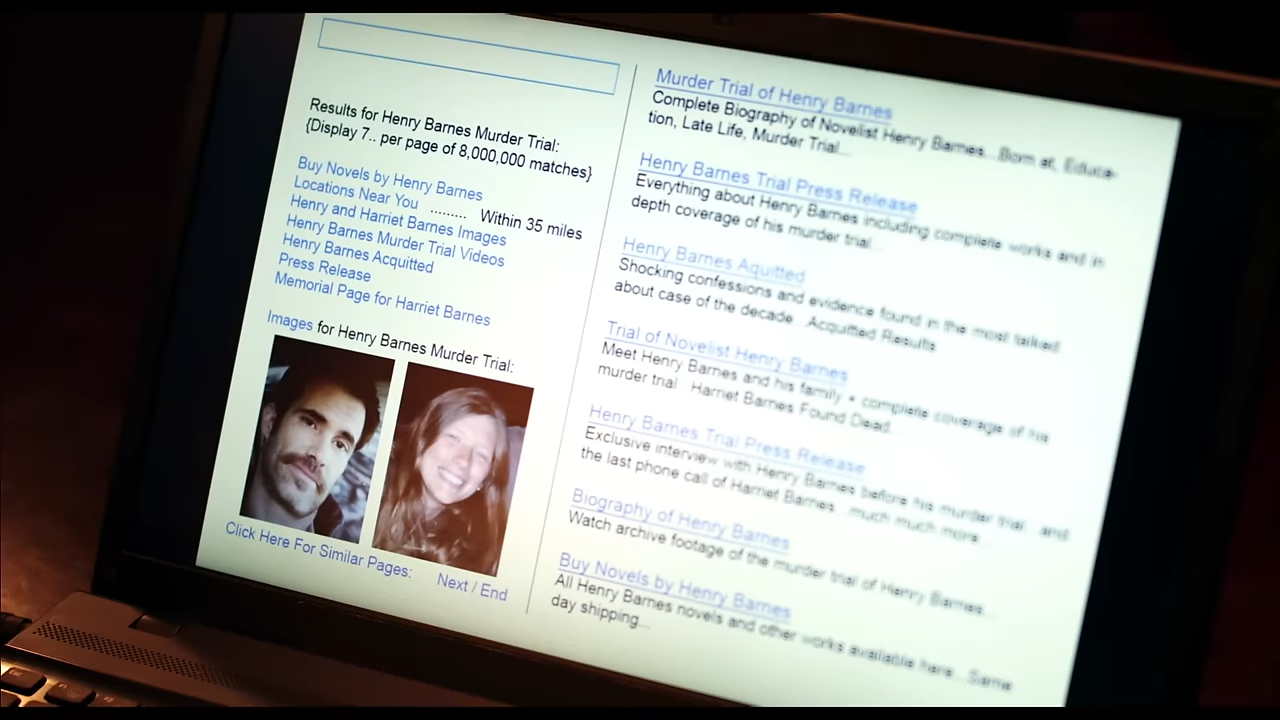 Results for Henry Barnes Murder Trial:
{Display 7.. per page of 8,000,000 matches}
Buy Novels by Henry Barnes
Locations Near You ......... Within 35 miles
Henry and Harriet Barnes Images
Henry Barnes Murder Trial Videos
Henry Barnes Acquitted
Press Release
Memorial Page for Harriet Barnes
Images for Henry Barnes Murder Trial:
Click Here For Similar Pages:
Next / End
Murder Trial of Henry Barnes
Complete Biography of Novelist Henry Barnes...Born at, Educa-
tion, Late Life, Murder Trial...
Henry Barnes Trial Press Release
Everything about Henry Barnes including complete works and in
depth coverage of his murder trial...
Henry Barnes Aquitted
Shocking confessions and evidence found in the most talked
about case of the decade...Acquitted Results
Trial of Novelist Henry Barnes
Meet Henry Barnes and his family + complete coverage of his
murder trial Harriet Barnes Found Dead...
Henry Barnes Trial Press Release
Exclusive interview with Henry Barnes before his murder trial...and
the last phone call of Harriet Barnes...much much more...
Biography of Henry Barnes
Watch archive footage of the murder trial of Henry Barnes...
Buy Novels by Henry Barnes
All Henry Barnes novels and other works available here...Same
day shipping...